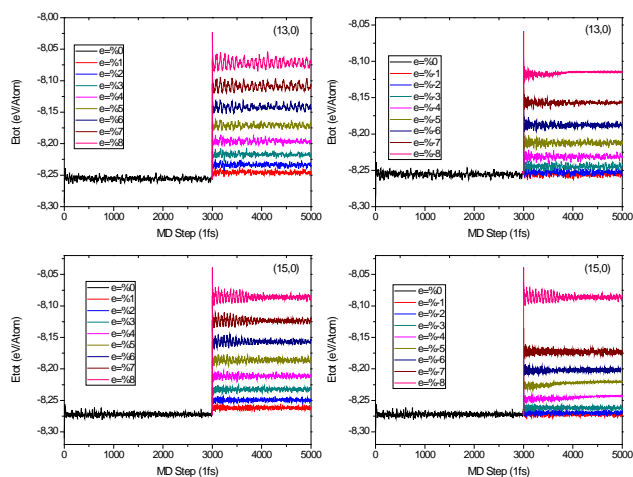 (13,0)
-8,00
-8,05
-8,10
-8,15
-8,20
-8,25
-8,30
Etot (eV/Atom)
e=%0
e=%1
e=%2
e=%3
e=%4
e=%5
e=%6
e=%7
e=%8
0 1000 2000 3000 4000 5000
MD Step (1fs)
(13,0)
-8,05
-8,10
-8,15
-8,20
-8,25
-8,30
Etot (eV/Atom)
e=%0
e=%-1
e=%-2
e=%-3
e=%-4
e=%-5
e=%-6
e=%-7
e=%-8
0 1000 2000 3000 4000 5000
MD Step (1fs)
(15,0)
-8,05
-8,10
-8,15
-8,20
-8,25
-8,30
Etot (eV/Atom)
e=%0
e=%1
e=%2
e=%3
e=%4
e=%5
e=%6
e=%7
e=%8
0 1000 2000 3000 4000 5000
MD Step (1fs)
(15,0)
-8,05
-8,10
-8,15
-8,20
-8,25
-8,30
Etot (eV/Atom)
e=%0
e=%-1
e=%-2
e=%-3
e=%-4
e=%-5
e=%-6
e=%-7
e=%-8
0 1000 2000 3000 4000 5000
MD Step (1fs)